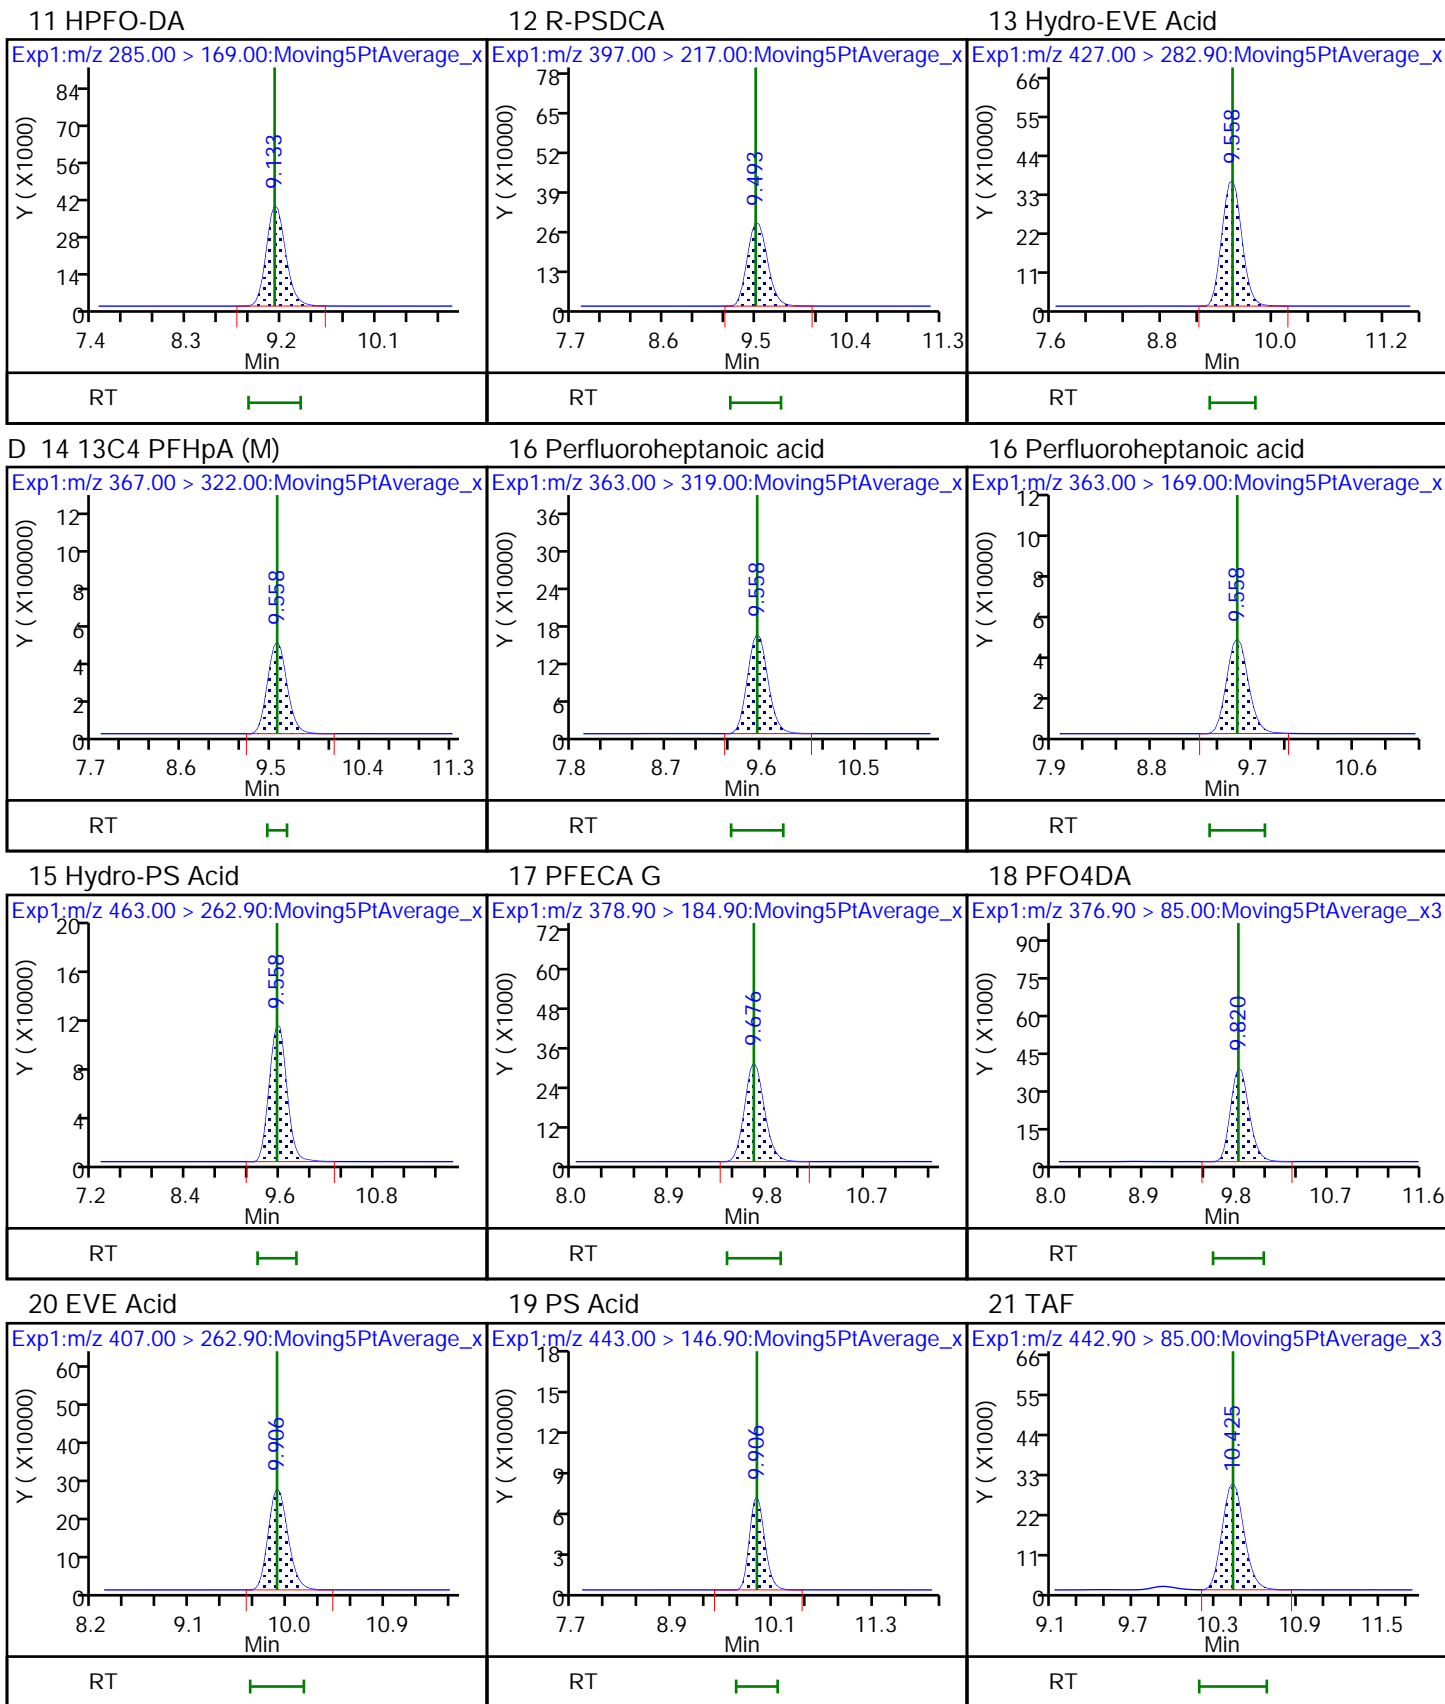 11 HPFO-DA
Exp1:m/z 285.00 > 169.00:Moving5PtAverage_x
Y ( X1000)
84
70
56
42
28
14
0
9.133
7.4 8.3 9.2 10.1
Min
RT
12 R-PSDCA
Exp1:m/z 397.00 > 217.00:Moving5PtAverage_x
Y ( X10000)
78
65
52
39
26
13
0
9.493
7.7 8.6 9.5 10.4 11.3
Min
RT
13 Hydro-EVE Acid
Exp1:m/z 427.00 > 282.90:Moving5PtAverage_x
Y ( X10000)
66
55
44
33
22
11
0
9.558
7.6 8.8 10.0 11.2
Min
RT
D 14 13C4 PFHpA (M)
Exp1:m/z 367.00 > 322.00:Moving5PtAverage_x
Y ( X100000)
12
10
8
6
4
2
0
9.558
7.7 8.6 9.5 10.4 11.3
Min
RT
16 Perfluoroheptanoic acid
Exp1:m/z 363.00 > 319.00:Moving5PtAverage_x
Y ( X10000)
36
30
24
18
12
6
0
9.558
7.8 8.7 9.6 10.5
Min
RT
16 Perfluoroheptanoic acid
Exp1:m/z 363.00 > 169.00:Moving5PtAverage_x
Y ( X10000)
12
10
8
6
4
2
0
9.558
7.9 8.8 9.7 10.6
Min
RT
15 Hydro-PS Acid
Exp1:m/z 463.00 > 262.90:Moving5PtAverage_x
Y ( X10000)
20
16
12
8
4
0
9.558
7.2 8.4 9.6 10.8
Min
RT
17 PFECA G
Exp1:m/z 378.90 > 184.90:Moving5PtAverage_x
Y ( X1000)
72
60
48
36
24
12
0
9.676
8.0 8.9 9.8 10.7
Min
RT
18 PFO4DA
Exp1:m/z 376.90 > 85.00:Moving5PtAverage_x3
Y ( X1000)
90
75
60
45
30
15
0
9.820
8.0 8.9 9.8 10.7 11.6
Min
RT
20 EVE Acid
Exp1:m/z 407.00 > 262.90:Moving5PtAverage_x
Y ( X10000)
60
50
40
30
20
10
0
9.906
8.2 9.1 10.0 10.9
Min
RT
19 PS Acid
Exp1:m/z 443.00 > 146.90:Moving5PtAverage_x
Y ( X10000)
18
15
12
9
6
3
0
9.906
7.7 8.9 10.1 11.3
Min
RT
21 TAF
Exp1:m/z 442.90 > 85.00:Moving5PtAverage_x3
Y ( X1000)
66
55
44
33
22
11
0
10.425
9.1 9.7 10.3 10.9 11.5
Min
RT